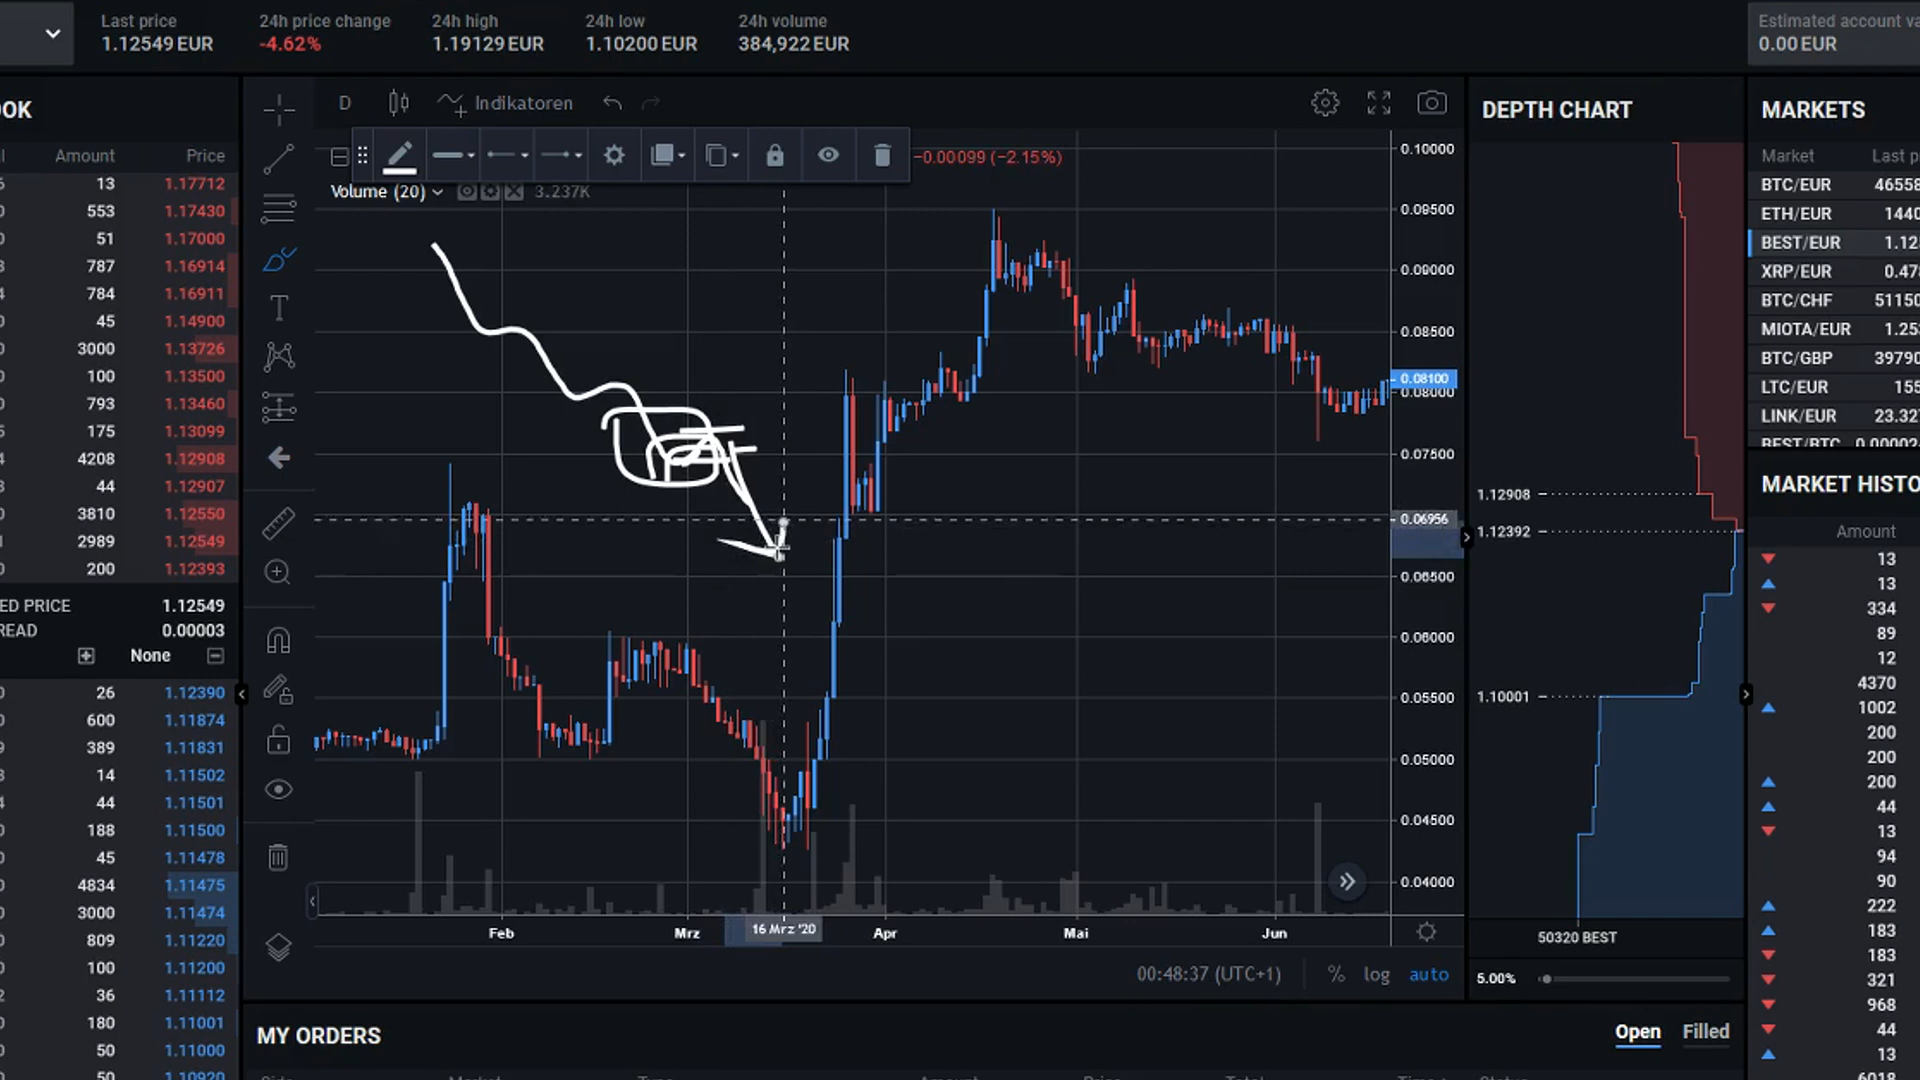 Last price
1.12549 EUR
24h price change
-4.62%
24h high
1.19129 EUR
24h low
1.10200 EUR
24h volume
384,922 EUR
Estimated account va
0.00 EUR
OOK
Amount Price
13 1.17712
553 1.17430
51 1.17000
787 1.16914
784 1.16911
45 1.14900
3000 1.13726
100 1.13500
793 1.13460
175 1.13099
4208 1.12908
44 1.12907
3810 1.12550
2989 1.12549
200 1.12393
ED PRICE 1.12549
READ 0.00003
None
26 1.12390
600 1.11874
389 1.11831
14 1.11502
44 1.11501
188 1.11500
45 1.11478
4834 1.11475
3000 1.11474
809 1.11220
100 1.11200
36 1.11112
180 1.11001
50 1.11000
50 1.10920
D Indikatoren
−0.00099 (−2.15%)
Volume (20) 3.237K
0.10000
0.09500
0.09000
0.08500
0.08100
0.08000
0.07500
0.06956
0.06500
0.06000
0.05500
0.05000
0.04500
0.04000
Feb Mrz 16 Mrz '20 Apr Mai Jun
00:48:37 (UTC+1) % log auto
DEPTH CHART
1.12908
1.12392
1.10001
50320 BEST
5.00%
MARKETS
Market Last p
BTC/EUR 46558
ETH/EUR 1440
BEST/EUR 1.12
XRP/EUR 0.47
BTC/CHF 51150
MIOTA/EUR 1.25
BTC/GBP 39790
LTC/EUR 155
LINK/EUR 23.32
BEST/BTC 0.00002
MARKET HISTO
Amount
13
13
334
89
12
4370
1002
200
200
200
44
13
94
90
222
183
183
321
968
44
13
6018
MY ORDERS
Open Filled